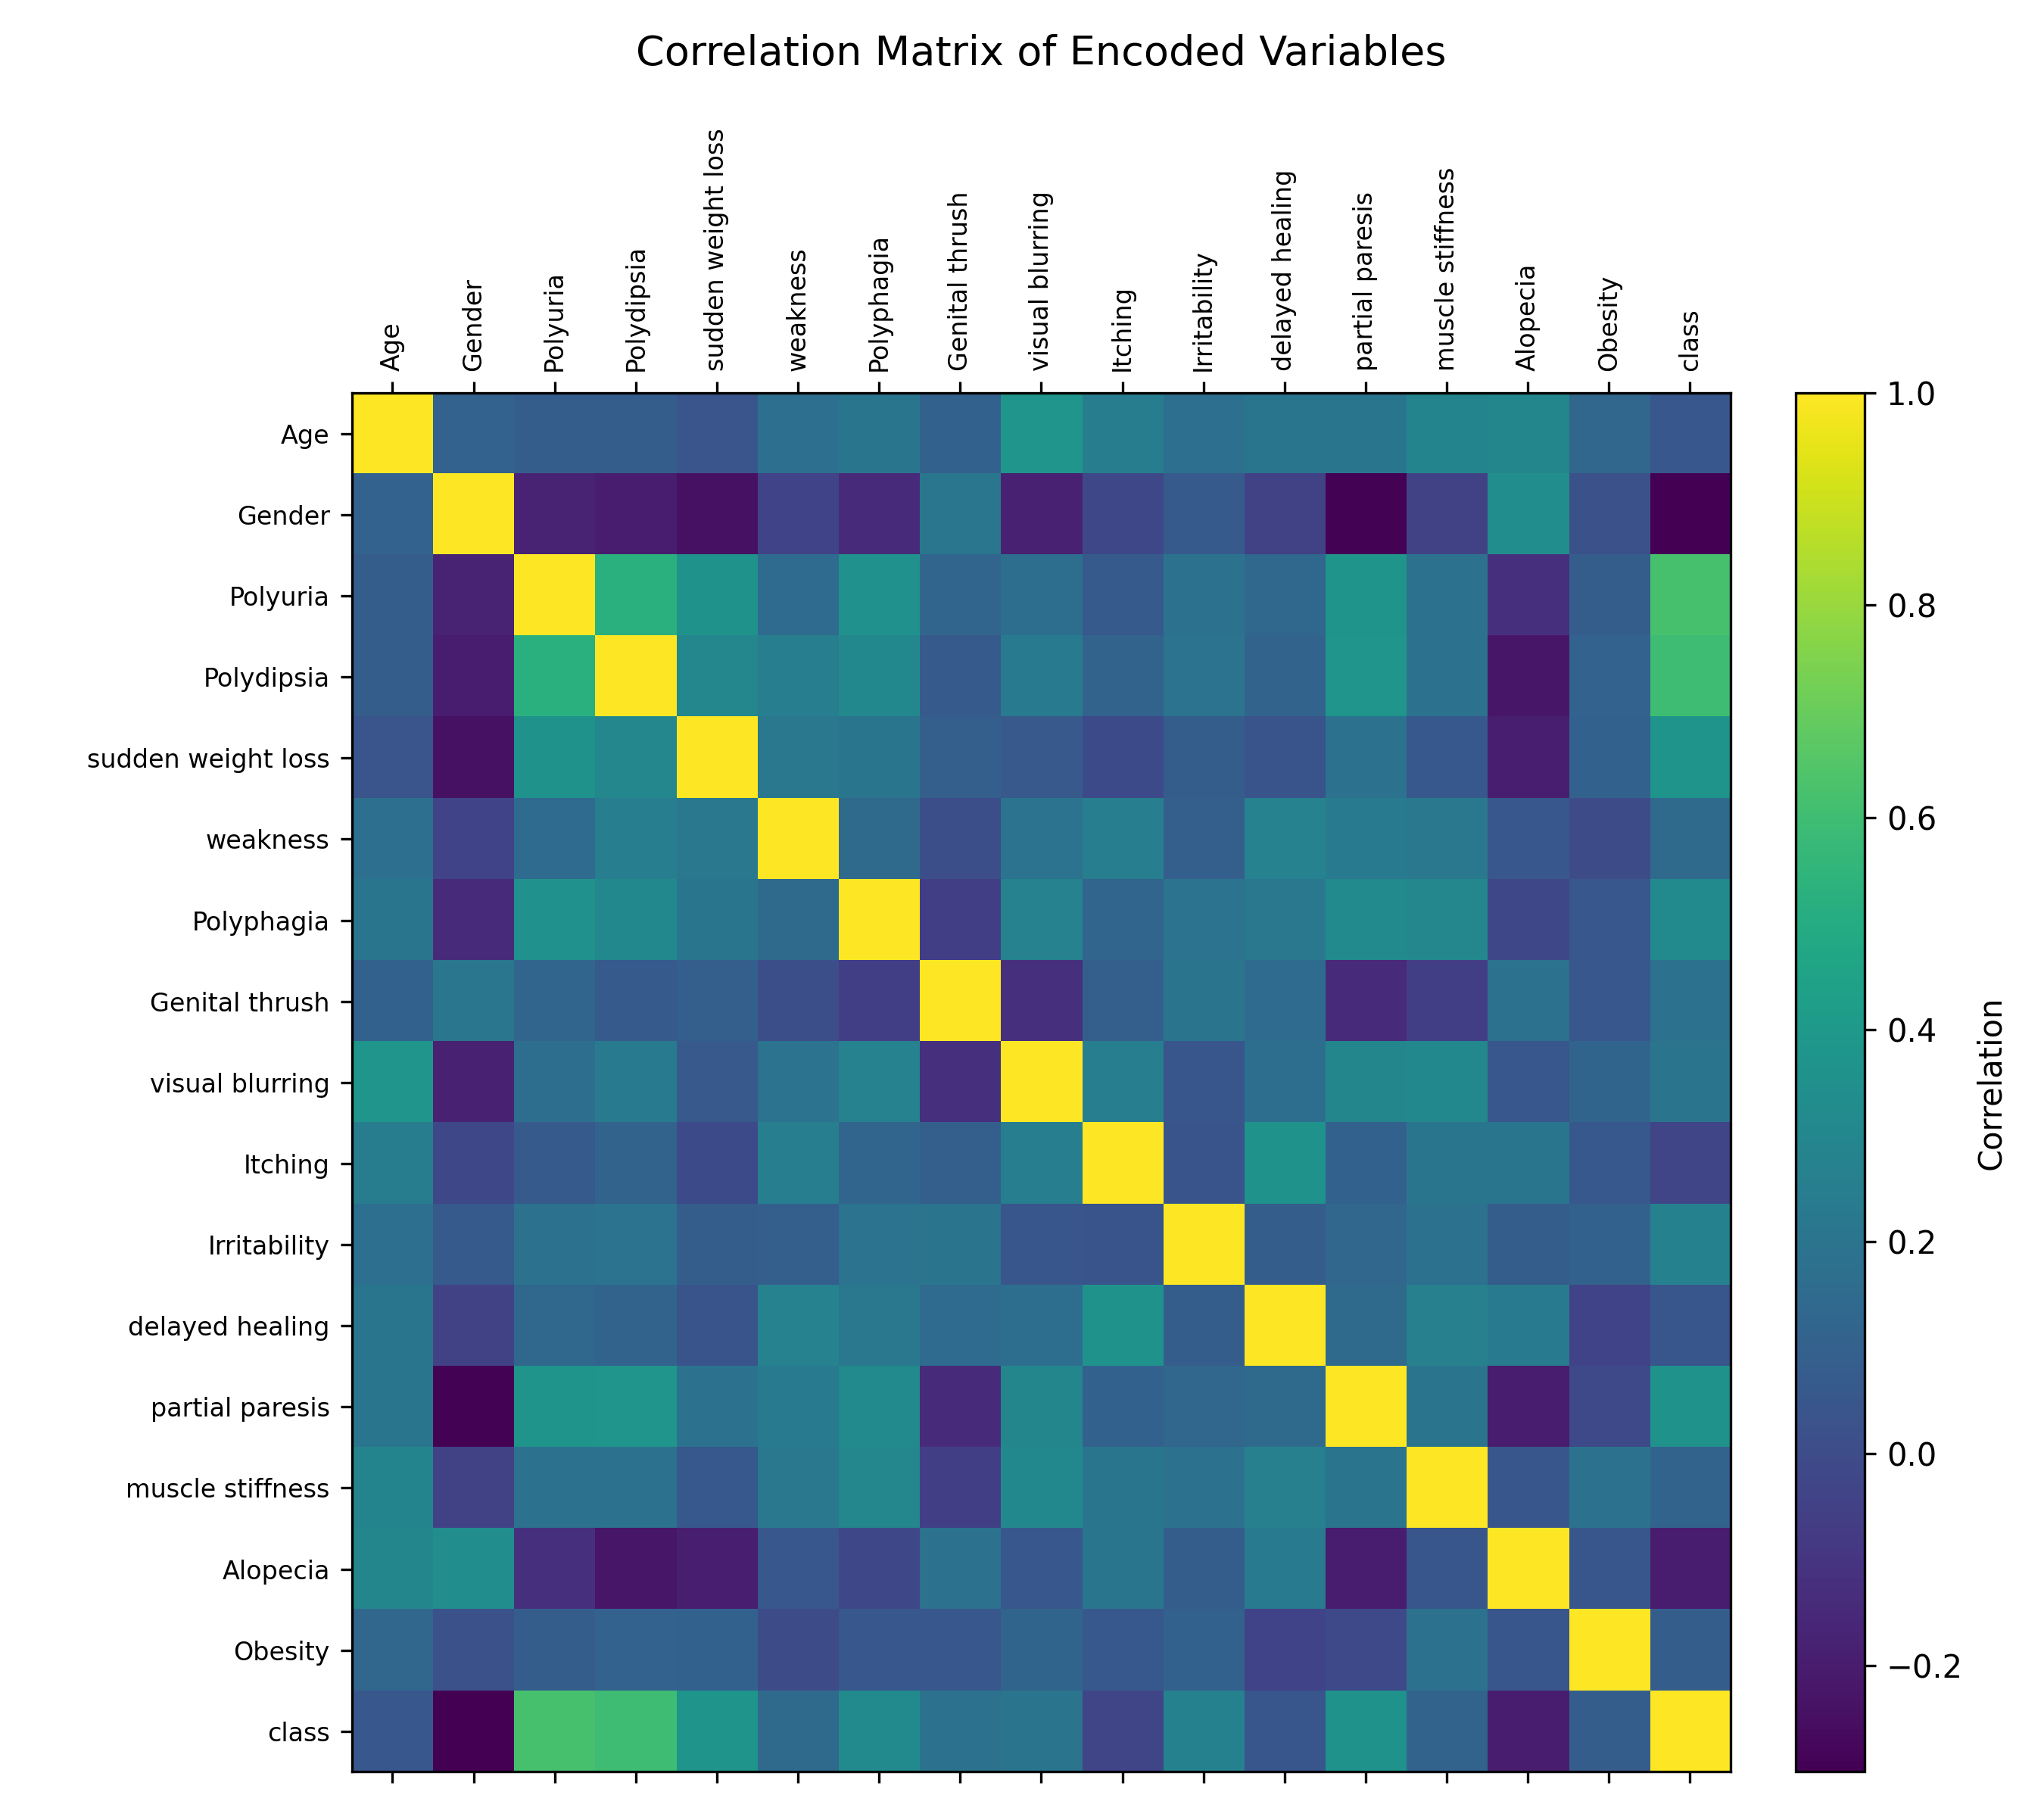 Correlation Matrix of Encoded Variables
Age
Gender
Polyuria
Polydipsia
sudden weight loss
weakness
Polyphagia
Genital thrush
visual blurring
Itching
Irritability
delayed healing
partial paresis
muscle stiffness
Alopecia
Obesity
class
Age
Gender
Polyuria
Polydipsia
sudden weight loss
weakness
Polyphagia
Genital thrush
visual blurring
Itching
Irritability
delayed healing
partial paresis
muscle stiffness
Alopecia
Obesity
class
1.0
0.8
0.6
0.4
0.2
0.0
−0.2
Correlation